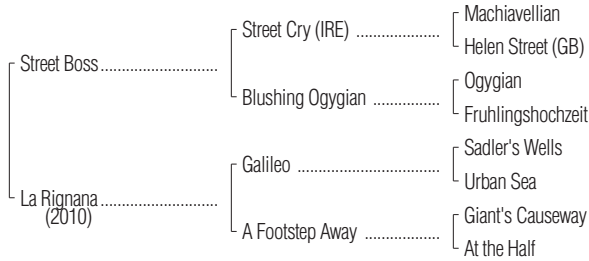 Machiavellian
Street Cry (IRE) ..................
Helen Street (GB)
Street Boss.........................
Ogygian
Blushing Ogygian ..............
Fruhlingshochzeit
Sadler's Wells
Galileo ..............................
Urban Sea
La Rignana.........................
(2010)
Giant's Causeway
A Footstep Away ................
At the Half